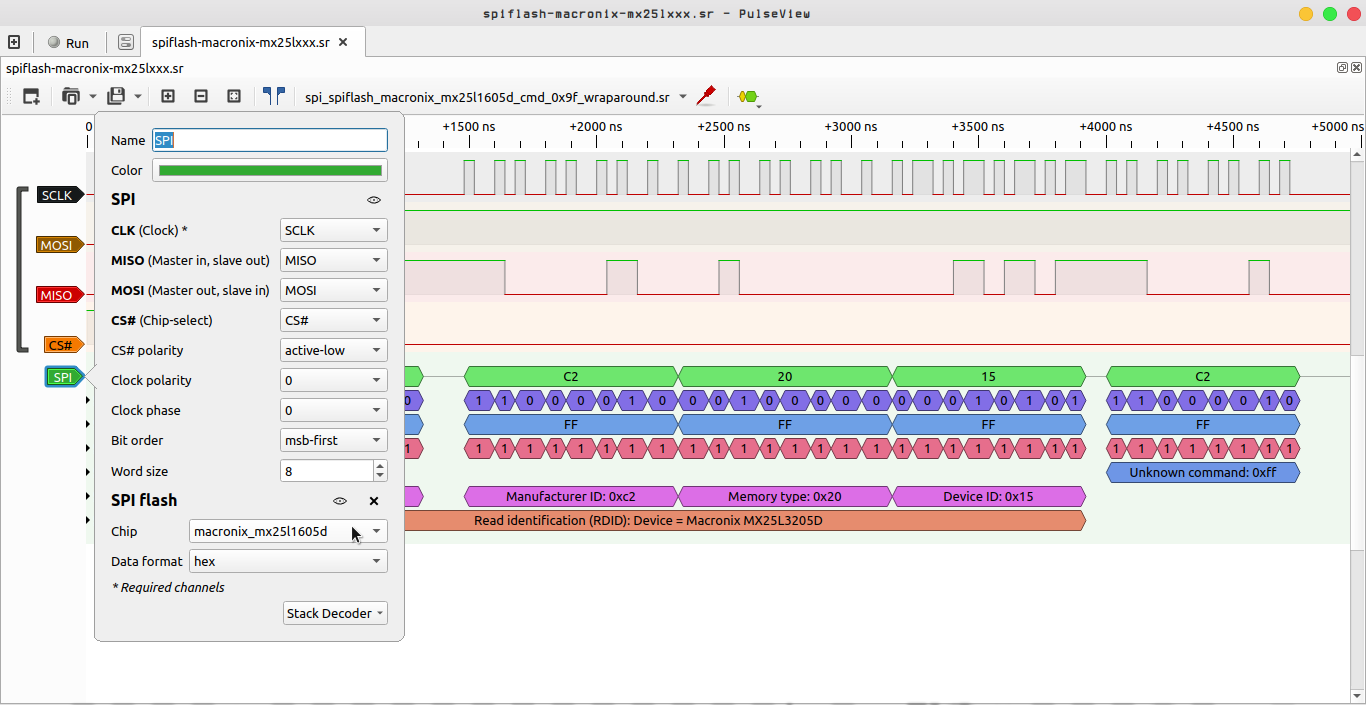 spiflash-macronix-mx25lxxx.sr - PulseView
Run
spiflash-macronix-mx25lxxx.sr
spiflash-macronix-mx25lxxx.sr
spi_spiflash_macronix_mx25l1605d_cmd_0x9f_wraparound.sr
0 +1500 ns +2000 ns +2500 ns +3000 ns +3500 ns +4000 ns +4500 ns +5000 ns
SCLK
MOSI
MISO
CS#
SPI
Name SPI
Color
SPI
CLK (Clock) * SCLK
MISO (Master in, slave out) MISO
MOSI (Master out, slave in) MOSI
CS# (Chip-select) CS#
CS# polarity active-low
Clock polarity 0
Clock phase 0
Bit order msb-first
Word size 8
SPI flash
Chip macronix_mx25l1605d
Data format hex
* Required channels
Stack Decoder
C2 20 15 C2
0 1 1 0 0 0 0 1 0 0 0 1 0 0 0 0 0 0 0 0 1 0 1 0 1 1 1 0 0 0 0 1 0
FF FF FF FF
1 1 1 1 1 1 1 1 1 1 1 1 1 1 1 1 1 1 1 1 1 1 1 1 1 1 1 1 1 1 1 1 1
Unknown command: 0xff
Manufacturer ID: 0xc2 Memory type: 0x20 Device ID: 0x15
Read identification (RDID): Device = Macronix MX25L3205D